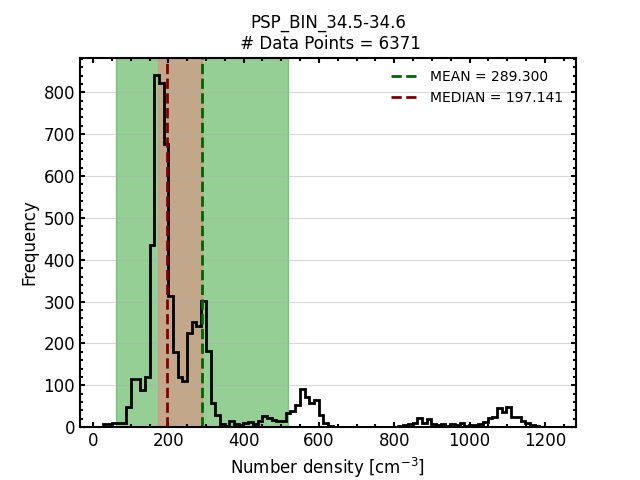 PSP_BIN_34.5-34.6
# Data Points = 6371
MEAN = 289.300
MEDIAN = 197.141
Frequency
800
700
600
500
400
300
200
100
0
0 200 400 600 800 1000 1200
Number density [cm⁻³]